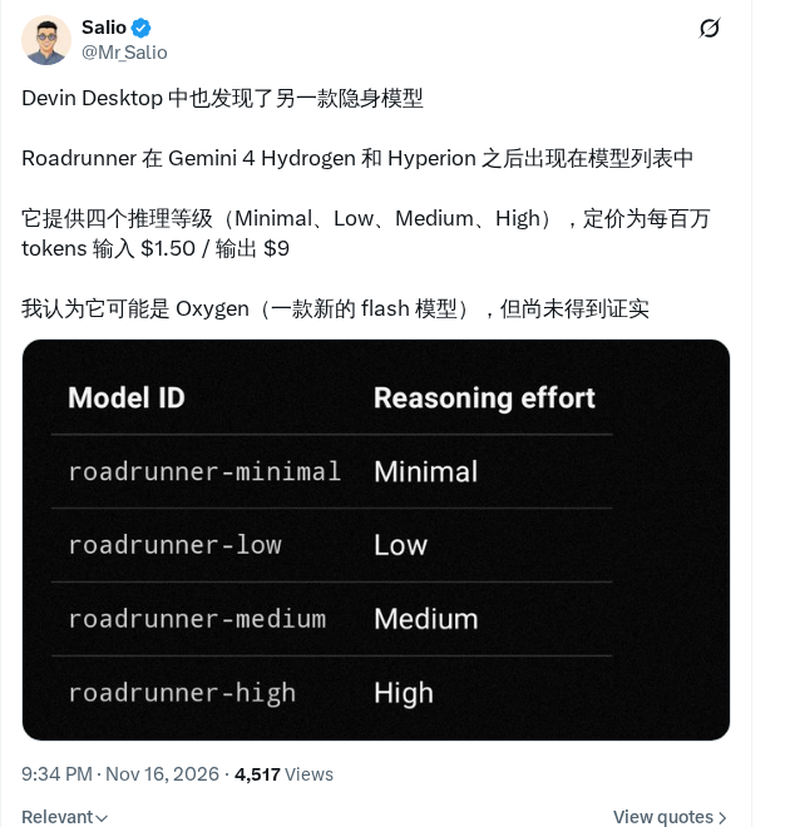 Salio
@Mr_Salio
Devin Desktop 中也发现了另一款隐身模型
Roadrunner 在 Gemini 4 Hydrogen 和 Hyperion 之后出现在模型列表中
它提供四个推理等级（Minimal、Low、Medium、High），定价为每百万
tokens 输入 $1.50 / 输出 $9
我认为它可能是 Oxygen（一款新的 flash 模型），但尚未得到证实
Model ID Reasoning effort
roadrunner-minimal Minimal
roadrunner-low Low
roadrunner-medium Medium
roadrunner-high High
9:34 PM · Nov 16, 2026 · 4,517 Views
Relevant View quotes